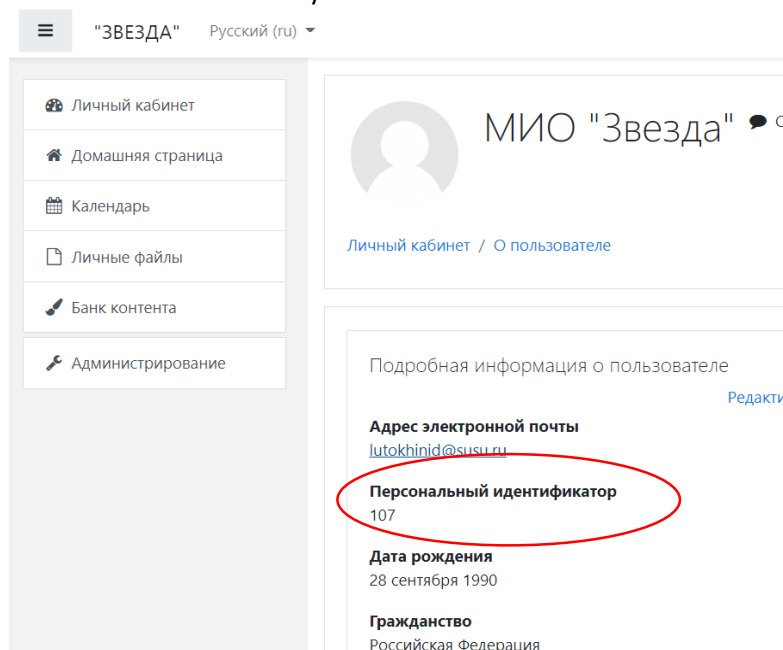 "ЗВЕЗДА" Русский (ru)
Личный кабинет
Домашняя страница
Календарь
Личные файлы
Банк контента
Администрирование
МИО "Звезда"
Личный кабинет / О пользователе
Подробная информация о пользователе
Редакти
Адрес электронной почты
lutokhinid@susu.ru
Персональный идентификатор
107
Дата рождения
28 сентября 1990
Гражданство
Российская Федерация